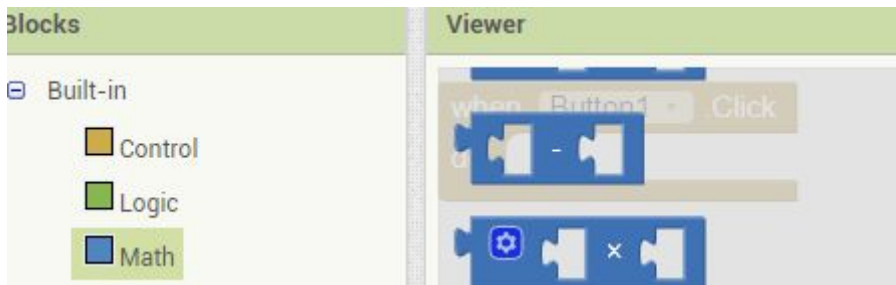 Blocks
Viewer
Built-in
when Button1 .Click
-
Control
Logic
×
Math